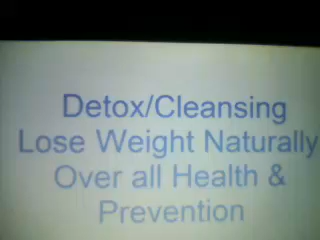 Detox/Cleansing
Lose Weight Naturally
Over all Health &
Prevention